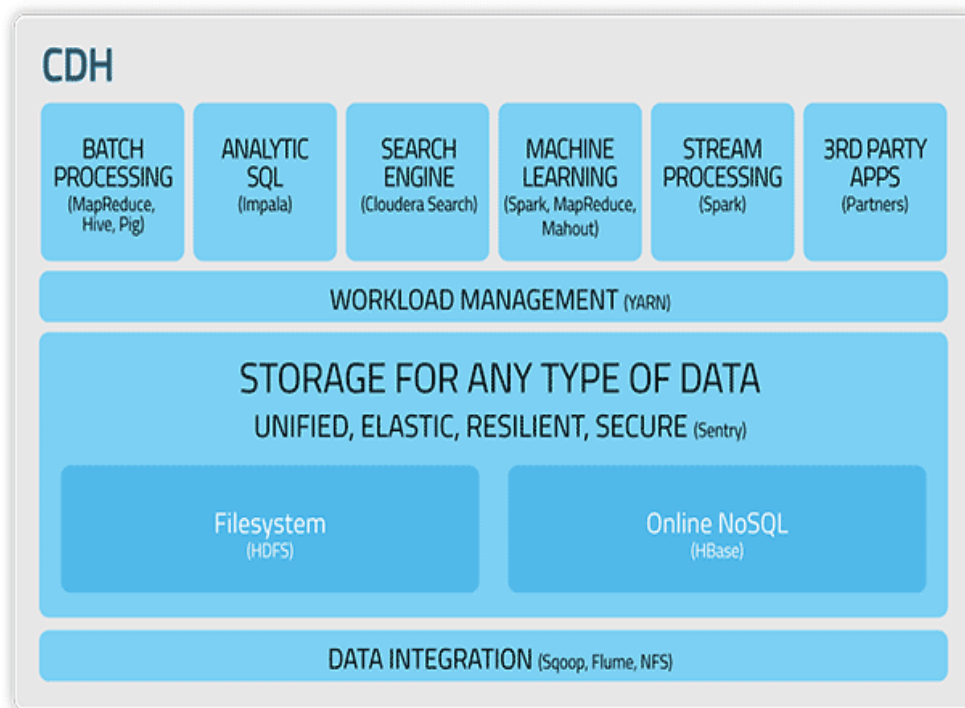 CDH
BATCH
PROCESSING
(MapReduce,
Hive, Pig)
ANALYTIC
SQL
(Impala)
SEARCH
ENGINE
(Cloudera Search)
MACHINE
LEARNING
(Spark, MapReduce,
Mahout)
STREAM
PROCESSING
(Spark)
3RD PARTY
APPS
(Partners)
WORKLOAD MANAGEMENT (YARN)
STORAGE FOR ANY TYPE OF DATA
UNIFIED, ELASTIC, RESILIENT, SECURE (Sentry)
Filesystem
(HDFS)
Online NoSQL
(HBase)
DATA INTEGRATION (Sqoop, Flume, NFS)